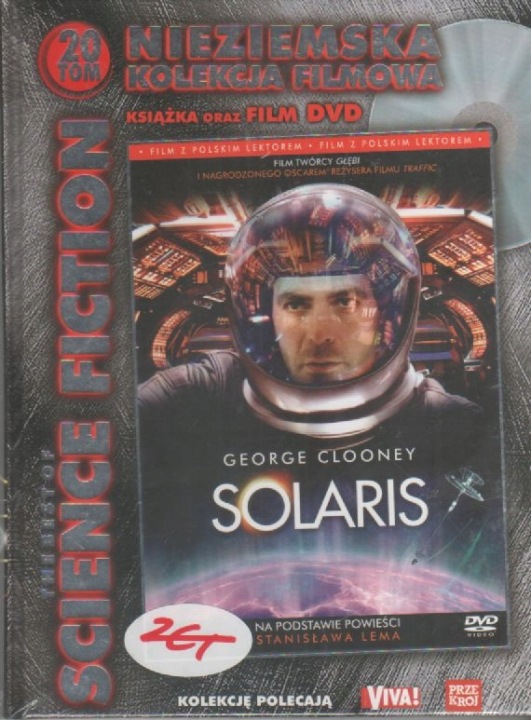 20
TOM
NIEZIEMSKA
KOLEKCJA FILMOWA
KSIĄŻKA ORAZ FILM DVD
THE BEST OF
SCIENCE FICTION
• FILM Z POLSKIM LEKTOREM • FILM Z POLSKIM LEKTOREM •
FILM TWÓRCY GŁĘBI
I NAGRODZONEGO OSCAREM REŻYSERA FILMU TRAFFIC
GEORGE CLOONEY
SOLARIS
NA PODSTAWIE POWIEŚCI
STANISŁAWA LEMA
DVD
VIDEO
KOLEKCJĘ POLECAJĄ
VIVA!
PRZE
KRÓJ